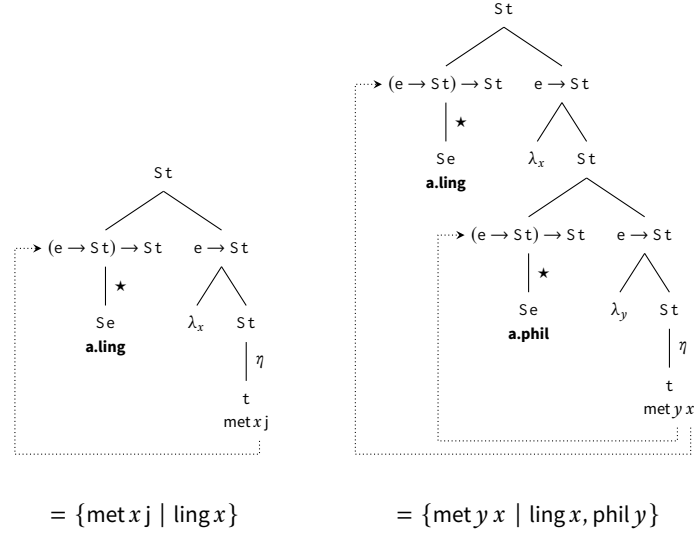 St
(e → St) → St e → St
★
Se λₓ St
a.ling
η
t
met x j
= {met x j | ling x}
St
(e → St) → St e → St
★
Se λₓ St
a.ling
(e → St) → St e → St
★
Se λᵧ St
a.phil
η
t
met y x
= {met y x | ling x, phil y}